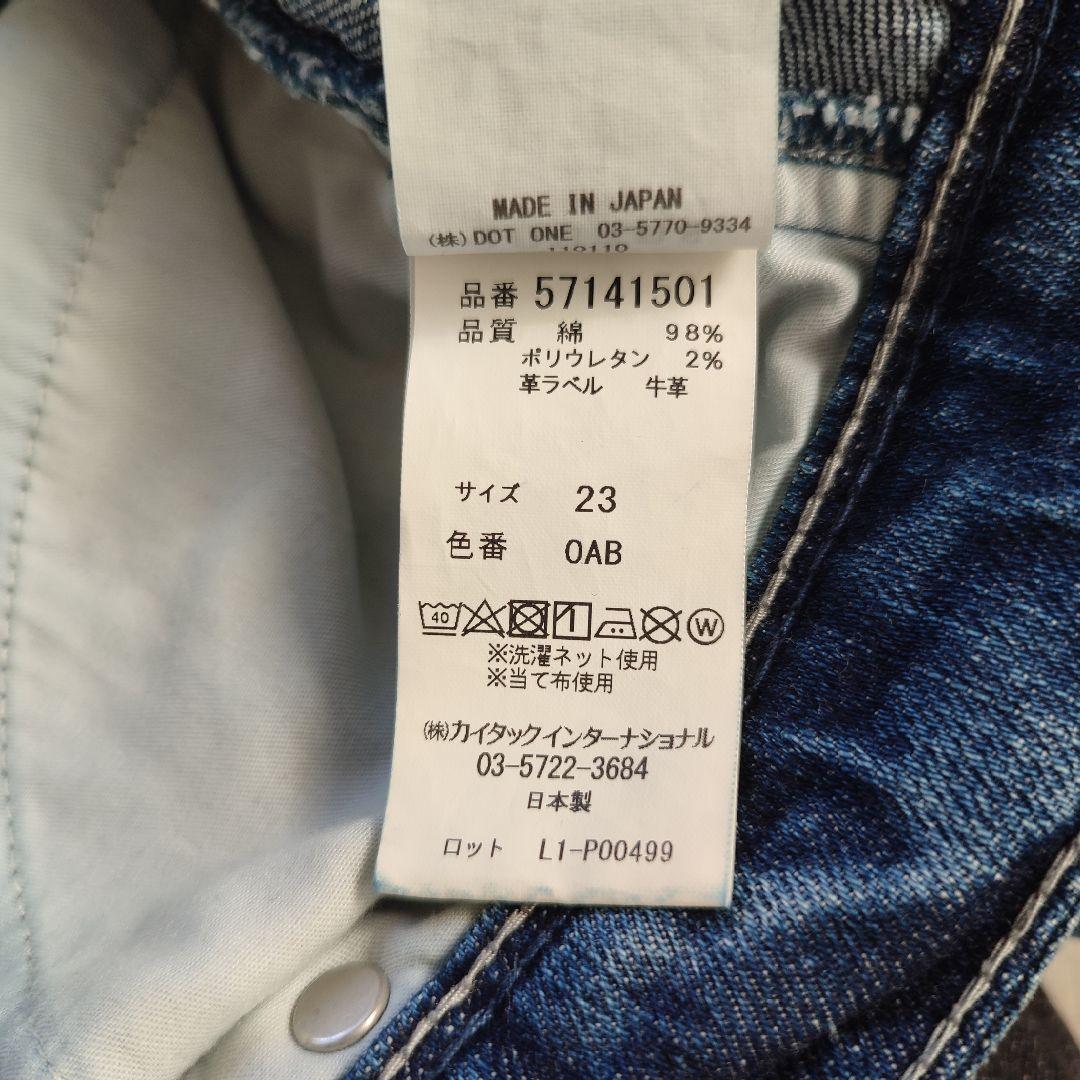 MADE IN JAPAN
(株) DOT ONE 03-5770-9334
品番 57141501
品質 綿 98%
ポリウレタン 2%
革ラベル 牛革
サイズ 23
色番 0AB
40 W
※洗濯ネット使用
※当て布使用
(株)カイタックインターナショナル
03-5722-3684
日本製
ロット L1-P00499